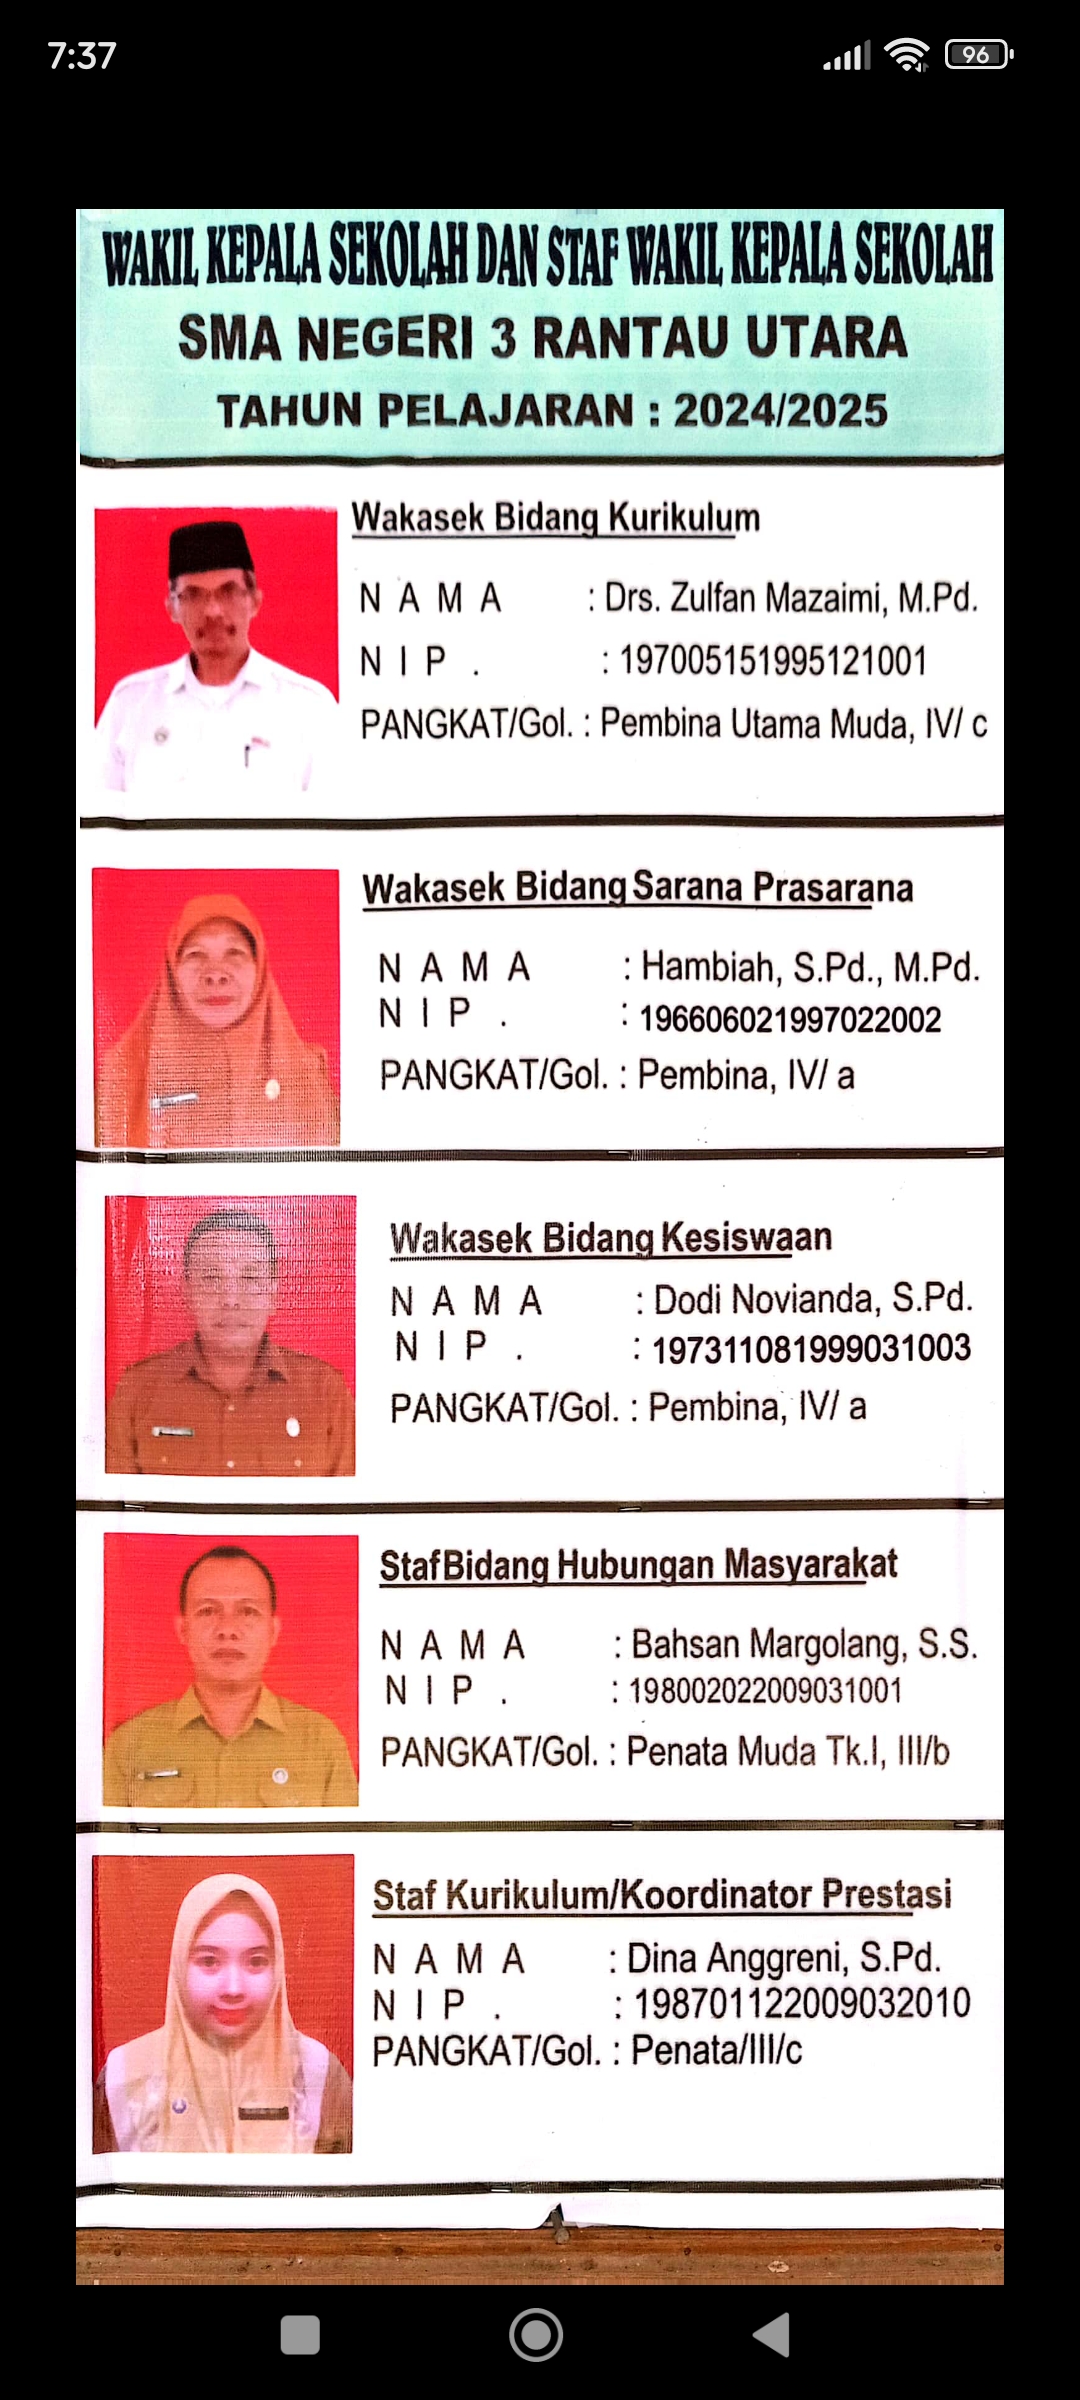 7:37
96
WAKIL KEPALA SEKOLAH DAN STAF WAKIL KEPALA SEKOLAH
SMA NEGERI 3 RANTAU UTARA
TAHUN PELAJARAN : 2024/2025
Wakasek Bidang Kurikulum
N A M A : Drs. Zulfan Mazaimi, M.Pd.
N I P . : 197005151995121001
PANGKAT/Gol. : Pembina Utama Muda, IV/ c
Wakasek Bidang Sarana Prasarana
N A M A : Hambiah, S.Pd., M.Pd.
N I P . : 196606021997022002
PANGKAT/Gol. : Pembina, IV/ a
Wakasek Bidang Kesiswaan
N A M A : Dodi Novianda, S.Pd.
N I P . : 197311081999031003
PANGKAT/Gol. : Pembina, IV/ a
Staf Bidang Hubungan Masyarakat
N A M A : Bahsan Margolang, S.S.
N I P . : 198002022009031001
PANGKAT/Gol. : Penata Muda Tk.I, III/b
Staf Kurikulum/Koordinator Prestasi
N A M A : Dina Anggreni, S.Pd.
N I P . : 198701122009032010
PANGKAT/Gol. : Penata/III/c